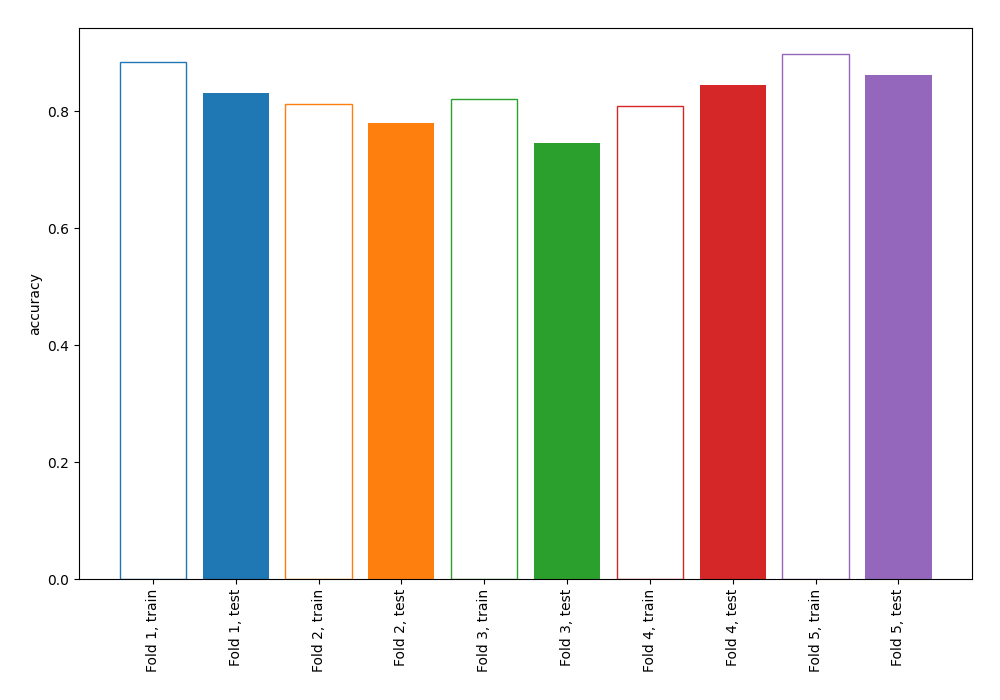 accuracy
0.8
0.6
0.4
0.2
0.0
Fold 1, train
Fold 1, test
Fold 2, train
Fold 2, test
Fold 3, train
Fold 3, test
Fold 4, train
Fold 4, test
Fold 5, train
Fold 5, test